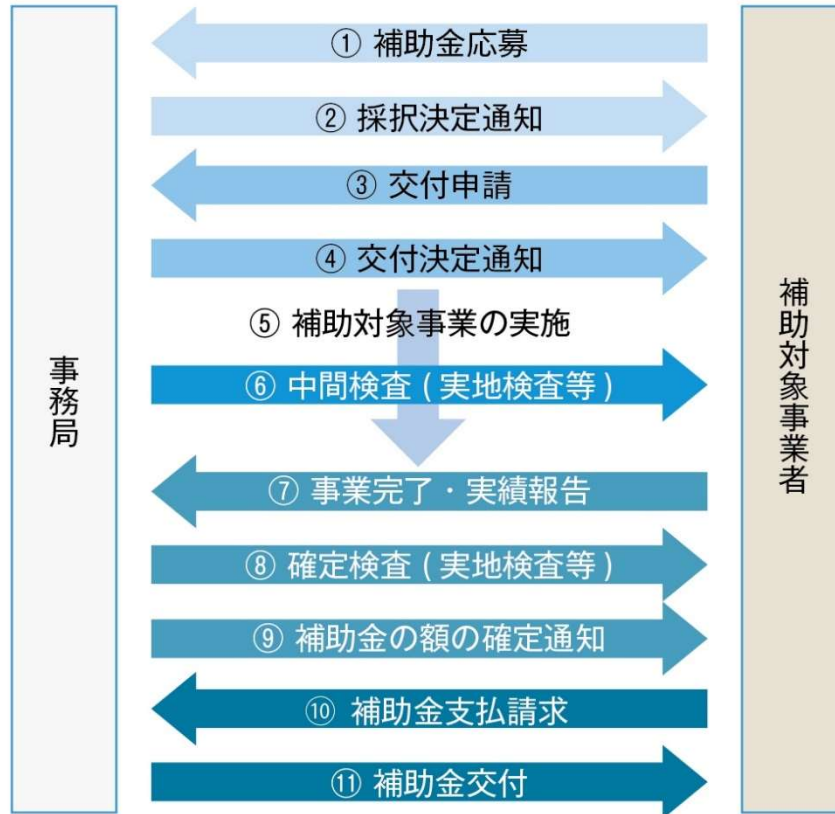 ① 補助金応募
② 採択決定通知
③ 交付申請
④ 交付決定通知
⑤ 補助対象事業の実施
⑥ 中間検査 ( 実地検査等 )
⑦ 事業完了・実績報告
⑧ 確定検査 ( 実地検査等 )
⑨ 補助金の額の確定通知
⑩ 補助金支払請求
⑪ 補助金交付
事務局
補助対象事業者